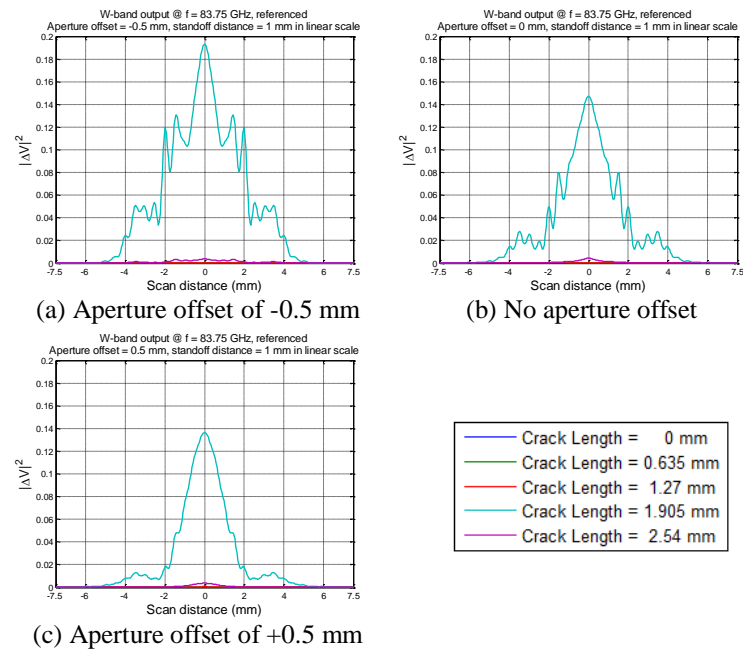 W-band output @ f = 83.75 GHz, referenced
Aperture offset = -0.5 mm, standoff distance = 1 mm in linear scale
0.2
0.18
0.16
0.14
0.12
0.1
0.08
0.06
0.04
0.02
0
|ΔV|²
-7.5 -6 -4 -2 0 2 4 6 7.5
Scan distance (mm)
(a) Aperture offset of -0.5 mm
W-band output @ f = 83.75 GHz, referenced
Aperture offset = 0 mm, standoff distance = 1 mm in linear scale
0.2
0.18
0.16
0.14
0.12
0.1
0.08
0.06
0.04
0.02
0
|ΔV|²
-7.5 -6 -4 -2 0 2 4 6 7.5
Scan distance (mm)
(b) No aperture offset
W-band output @ f = 83.75 GHz, referenced
Aperture offset = 0.5 mm, standoff distance = 1 mm in linear scale
0.2
0.18
0.16
0.14
0.12
0.1
0.08
0.06
0.04
0.02
0
|ΔV|²
-7.5 -6 -4 -2 0 2 4 6 7.5
Scan distance (mm)
(c) Aperture offset of +0.5 mm
Crack Length = 0 mm
Crack Length = 0.635 mm
Crack Length = 1.27 mm
Crack Length = 1.905 mm
Crack Length = 2.54 mm